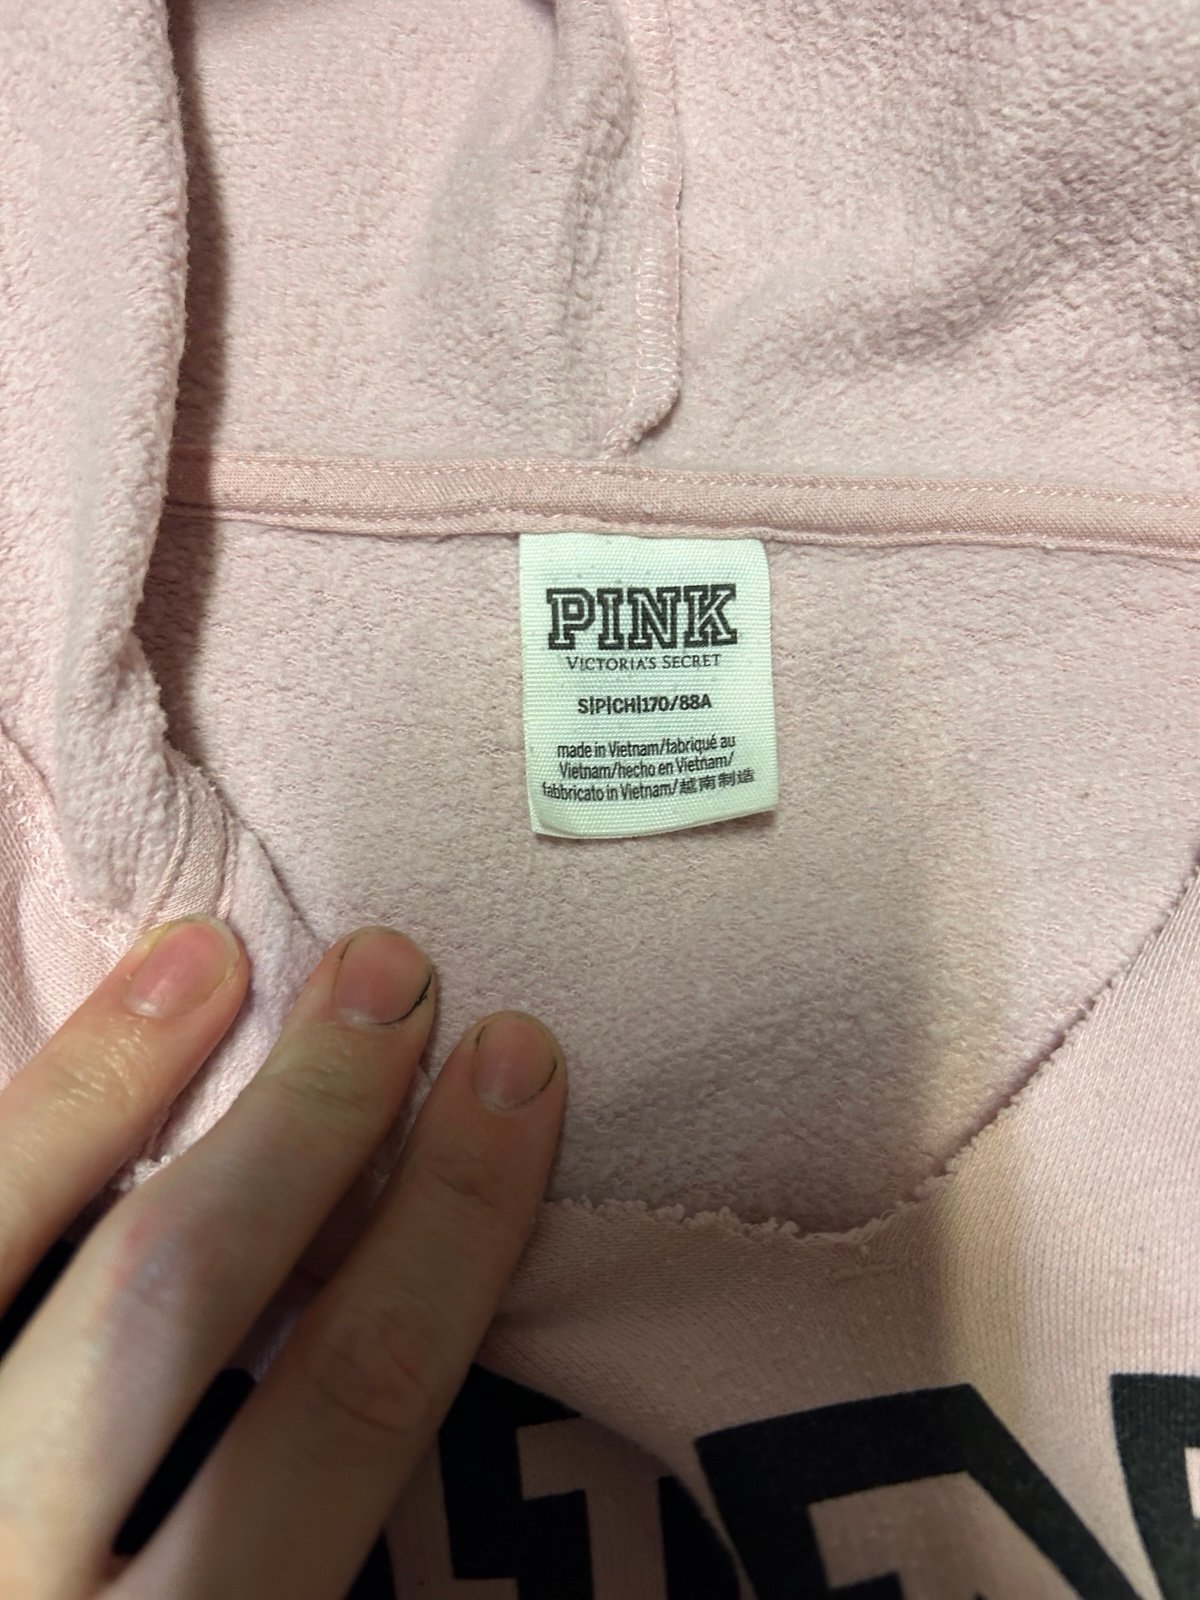 PINK
VICTORIA'S SECRET
S|P|CH|170/88A
made in Vietnam/fabriqué au
Vietnam/hecho en Vietnam/
fabbricato in Vietnam/越南制造